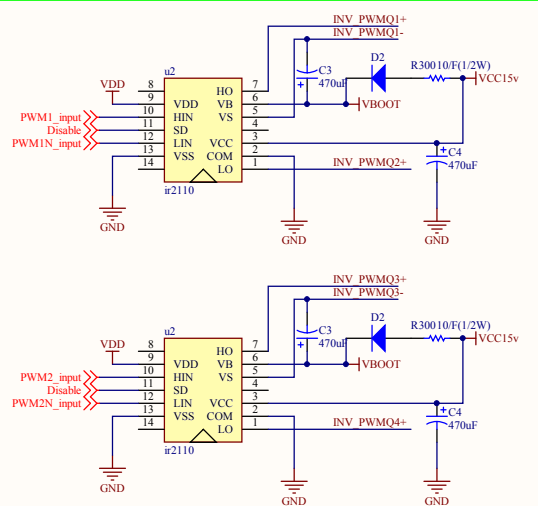 INV_PWMQ1+
INV_PWMQ1-
u2
D2
R30010/F(1/2W)
C3
470uF
VCC15v
VDD
8
9
10
11
12
13
14
HO
VDD VB
HIN VS
SD
LIN VCC
VSS COM
LO
7
6
5
4
3
2
1
VBOOT
PWM1_input
Disable
PWM1N_input
C4
470uF
INV_PWMQ2+
ir2110
GND
GND
GND
INV_PWMQ3+
INV_PWMQ3-
u2
D2
R30010/F(1/2W)
C3
470uF
VCC15v
VDD
8
9
10
11
12
13
14
HO
VDD VB
HIN VS
SD
LIN VCC
VSS COM
LO
7
6
5
4
3
2
1
VBOOT
PWM2_input
Disable
PWM2N_input
C4
470uF
INV_PWMQ4+
ir2110
GND
GND
GND